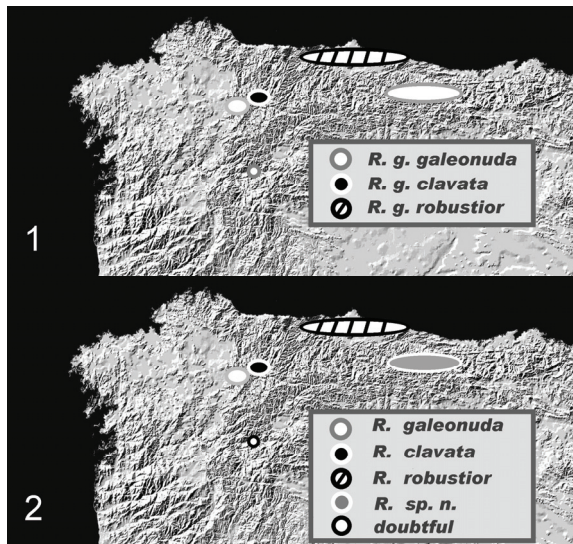 R. g. galeonuda
R. g. clavata
R. g. robustior
1
R. galeonuda
R. clavata
R. robustior
R. sp. n.
doubtful
2